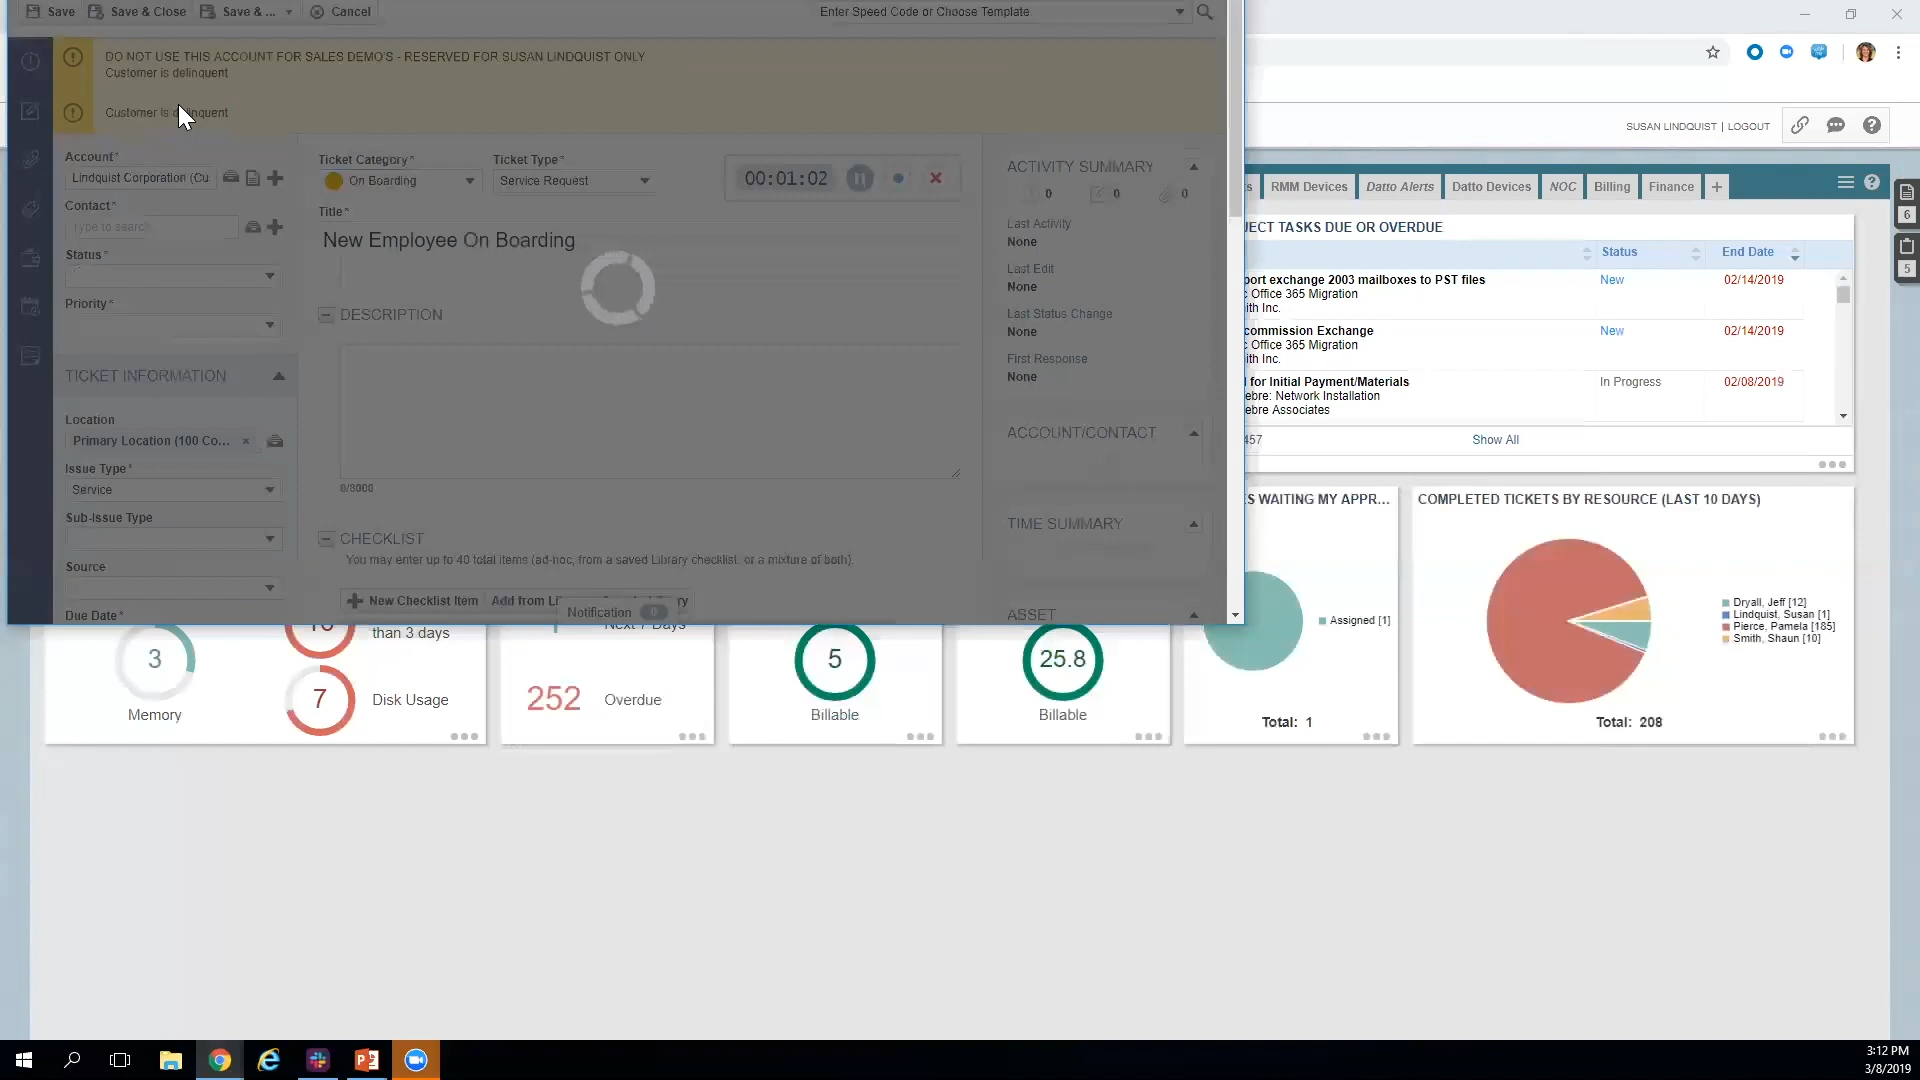 Save
Save & Close
Save & ...
Cancel
Enter Speed Code or Choose Template
DO NOT USE THIS ACCOUNT FOR SALES DEMO'S - RESERVED FOR SUSAN LINDQUIST ONLY
Customer is delinquent
Customer is delinquent
Account*
Lindquist Corporation (Cu
Contact*
Type to search
Status*
Priority*
TICKET INFORMATION
Location
Primary Location (100 Co...
Issue Type*
Service
Sub-Issue Type
Source
Due Date*
Ticket Category*
On Boarding
Ticket Type*
Service Request
00:01:02
Title*
New Employee On Boarding
DESCRIPTION
0/8000
CHECKLIST
You may enter up to 40 total items (ad-hoc, from a saved Library checklist, or a mixture of both).
New Checklist Item
Add from Li
Notification 0
ACTIVITY SUMMARY
0
0
0
Last Activity
None
Last Edit
None
Last Status Change
None
First Response
None
ACCOUNT/CONTACT
TIME SUMMARY
ASSET
SUSAN LINDQUIST | LOGOUT
RMM Devices
Datto Alerts
Datto Devices
NOC
Billing
Finance
6
5
JECT TASKS DUE OR OVERDUE
Status
End Date
port exchange 2003 mailboxes to PST files
New
02/14/2019
c Office 365 Migration
ith Inc.
commission Exchange
New
02/14/2019
c Office 365 Migration
ith Inc.
for Initial Payment/Materials
In Progress
02/08/2019
ebre: Network Installation
ebre Associates
457
Show All
S WAITING MY APPR...
Assigned [1]
Total: 1
COMPLETED TICKETS BY RESOURCE (LAST 10 DAYS)
Dryall, Jeff [12]
Lindquist, Susan [1]
Pierce, Pamela [185]
Smith, Shaun [10]
Total: 208
3
Memory
than 3 days
7
Disk Usage
Next 7 Days
252
Overdue
5
Billable
25.8
Billable
3:12 PM
3/8/2019